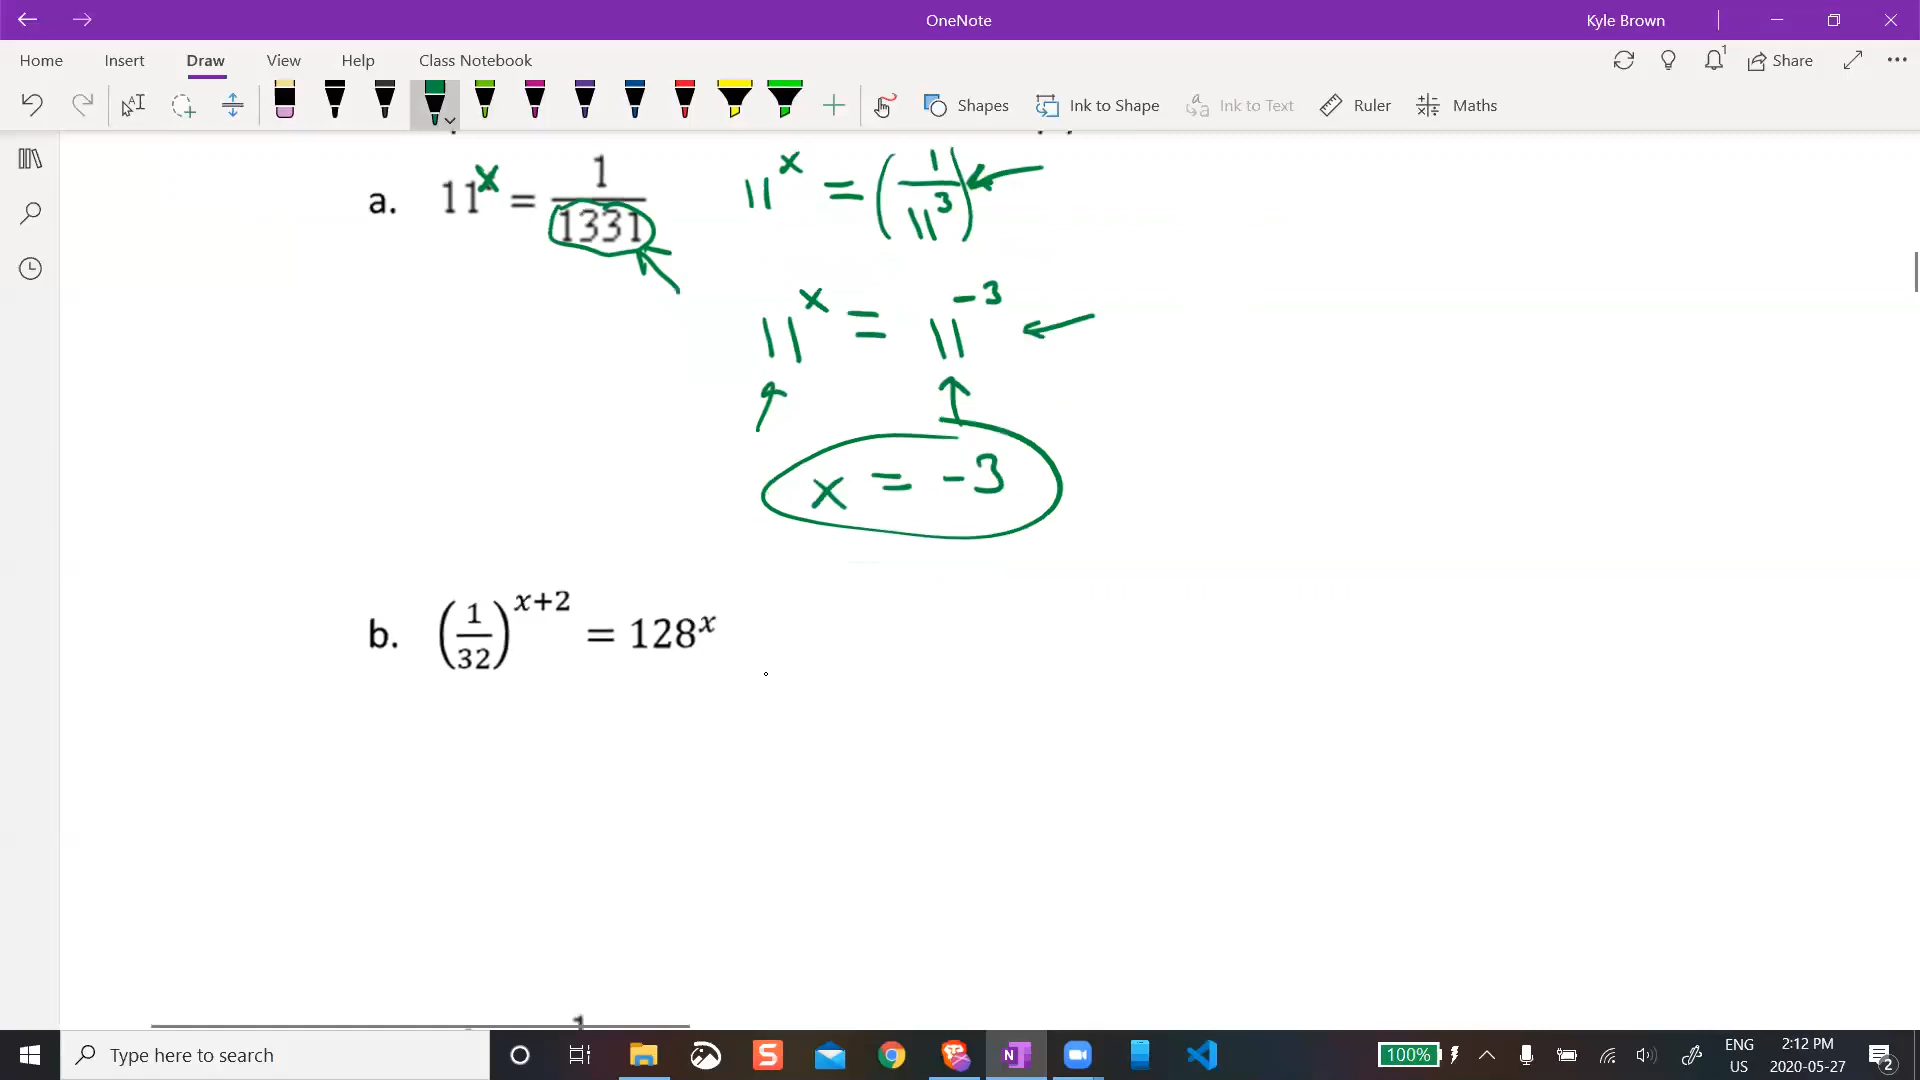 OneNote
Kyle Brown
Home Insert Draw View Help Class Notebook
1 Share
Shapes Ink to Shape Ink to Text Ruler Maths
a. 11^x = 1/1331
11^x = (1/11^3)
11^x = 11^-3
x = -3
b. (1/32)^x+2 = 128^x
Type here to search
100%
ENG
US
2:12 PM
2020-05-27
2